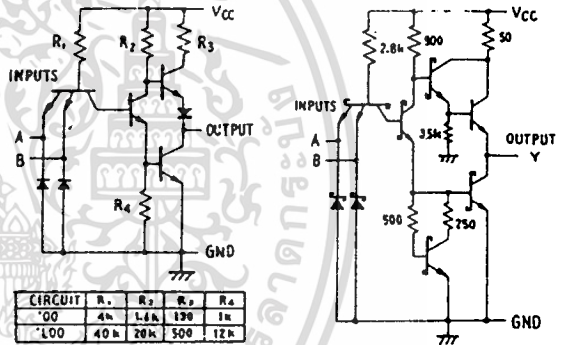 Vcc
R₁
R₂
R₃
INPUTS
A
B
OUTPUT
R₄
GND
CIRCUIT R₁ R₂ R₃ R₄
'00 4k 1.6k 130 1k
'L00 40k 20k 500 12k
Vcc
2.8k
900
50
INPUTS
A
B
3.5k
OUTPUT
Y
500
250
GND